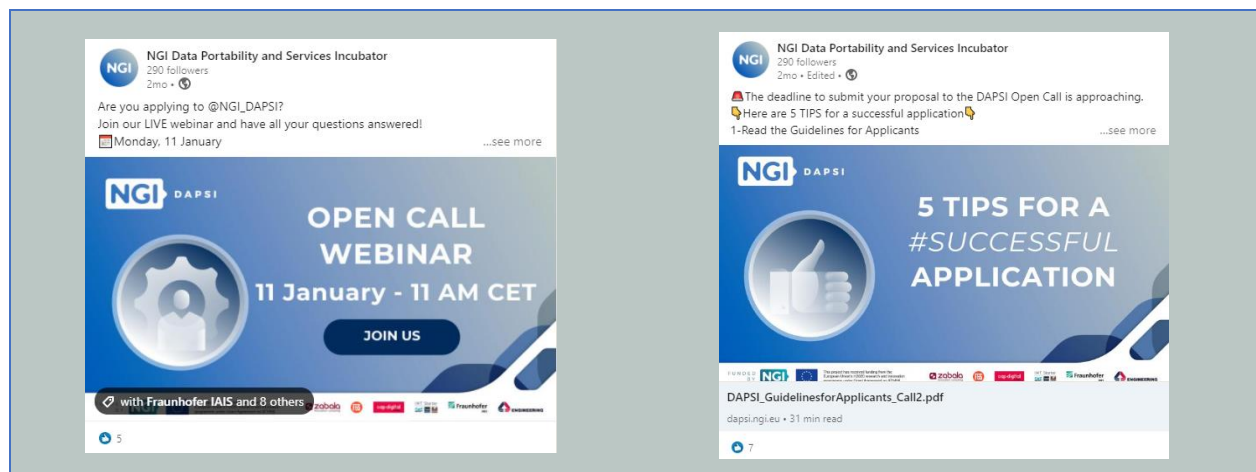 NGI Data Portability and Services Incubator
290 followers
2mo •
Are you applying to @NGI_DAPSI?
Join our LIVE webinar and have all your questions answered!
Monday, 11 January
...see more
NGI DAPSI
OPEN CALL
WEBINAR
11 January - 11 AM CET
JOIN US
with Fraunhofer IAIS and 8 others
zabala
cap digital
Fraunhofer
ENGINEERING
5
NGI Data Portability and Services Incubator
290 followers
2mo • Edited •
The deadline to submit your proposal to the DAPSI Open Call is approaching.
Here are 5 TIPS for a successful application
1-Read the Guidelines for Applicants
...see more
NGI DAPSI
5 TIPS FOR A
#SUCCESSFUL
APPLICATION
FUNDED
BY
NGI
zabala
cap digital
Fraunhofer
ENGINEERING
DAPSI_GuidelinesforApplicants_Call2.pdf
dapsi.ngi.eu • 31 min read
7